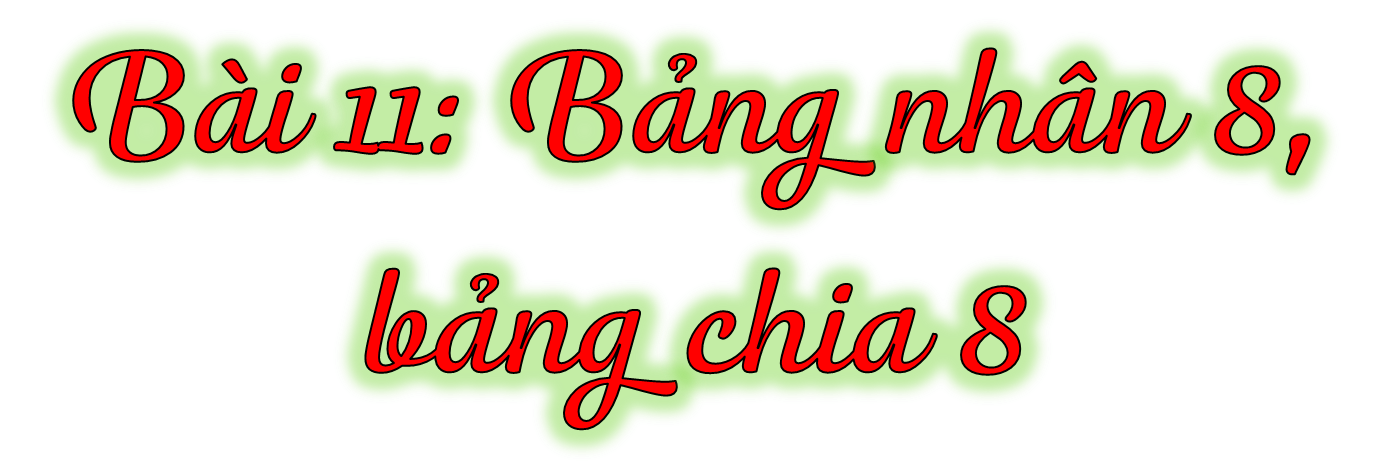 Bài 11: Bảng nhân 8,
bảng chia 8